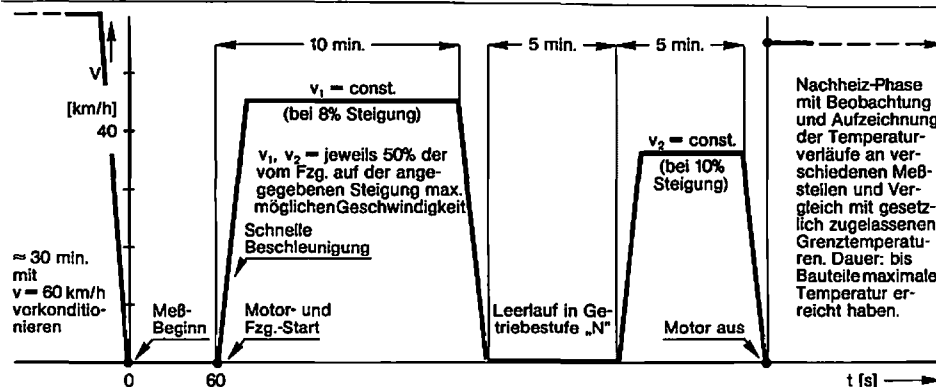 10 min.
5 min.
5 min.
V
[km/h]
40
v₁ = const.
(bei 8% Steigung)
v₁, v₂ = jeweils 50% der
vom Fzg. auf der ange-
gegebenen Steigung max.
möglichen Geschwindigkeit
Schnelle
Beschleunigung
v₂ = const.
(bei 10%
Steigung)
Nachheiz-Phase
mit Beobachtung
und Aufzeichnung
der Temperatur-
verläufe an ver-
schiedenen Meß-
stellen und Ver-
gleich mit gesetz-
lich zugelassenen
Grenztemperatu-
ren. Dauer: bis
Bauteile maximale
Temperatur er-
reicht haben.
≈ 30 min.
mit
v = 60 km/h
vorkonditio-
nieren
Meß-
Beginn
Motor- und
Fzg.-Start
Leerlauf in Ge-
triebestufe „N"
Motor aus
0
60
t [s]